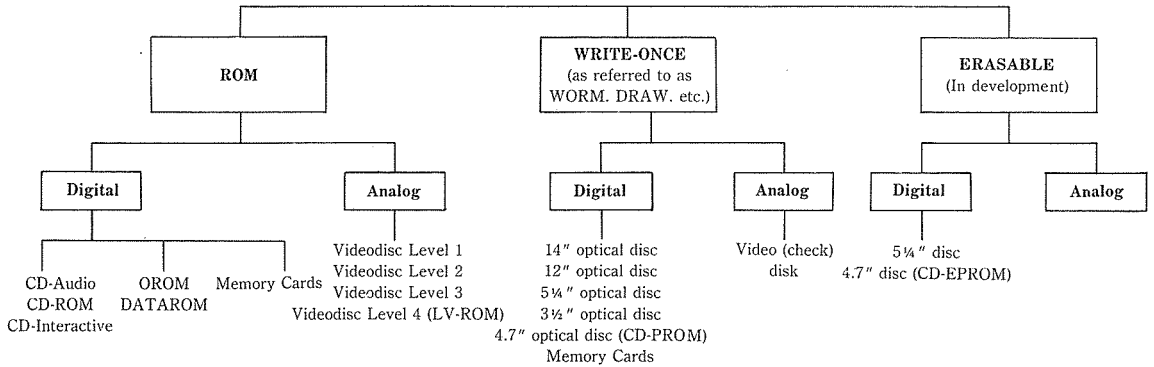 ROM
WRITE-ONCE
(as referred to as
WORM. DRAW. etc.)
ERASABLE
(In development)
Digital
Analog
Digital
Analog
Digital
Analog
CD-Audio
CD-ROM
CD-Interactive
OROM
DATAROM
Memory Cards
Videodisc Level 1
Videodisc Level 2
Videodisc Level 3
Videodisc Level 4 (LV-ROM)
14″ optical disc
12″ optical disc
5¼″ optical disc
3½″ optical disc
4.7″ optical disc (CD-PROM)
Memory Cards
Video (check)
disk
5¼″ disc
4.7″ disc (CD-EPROM)